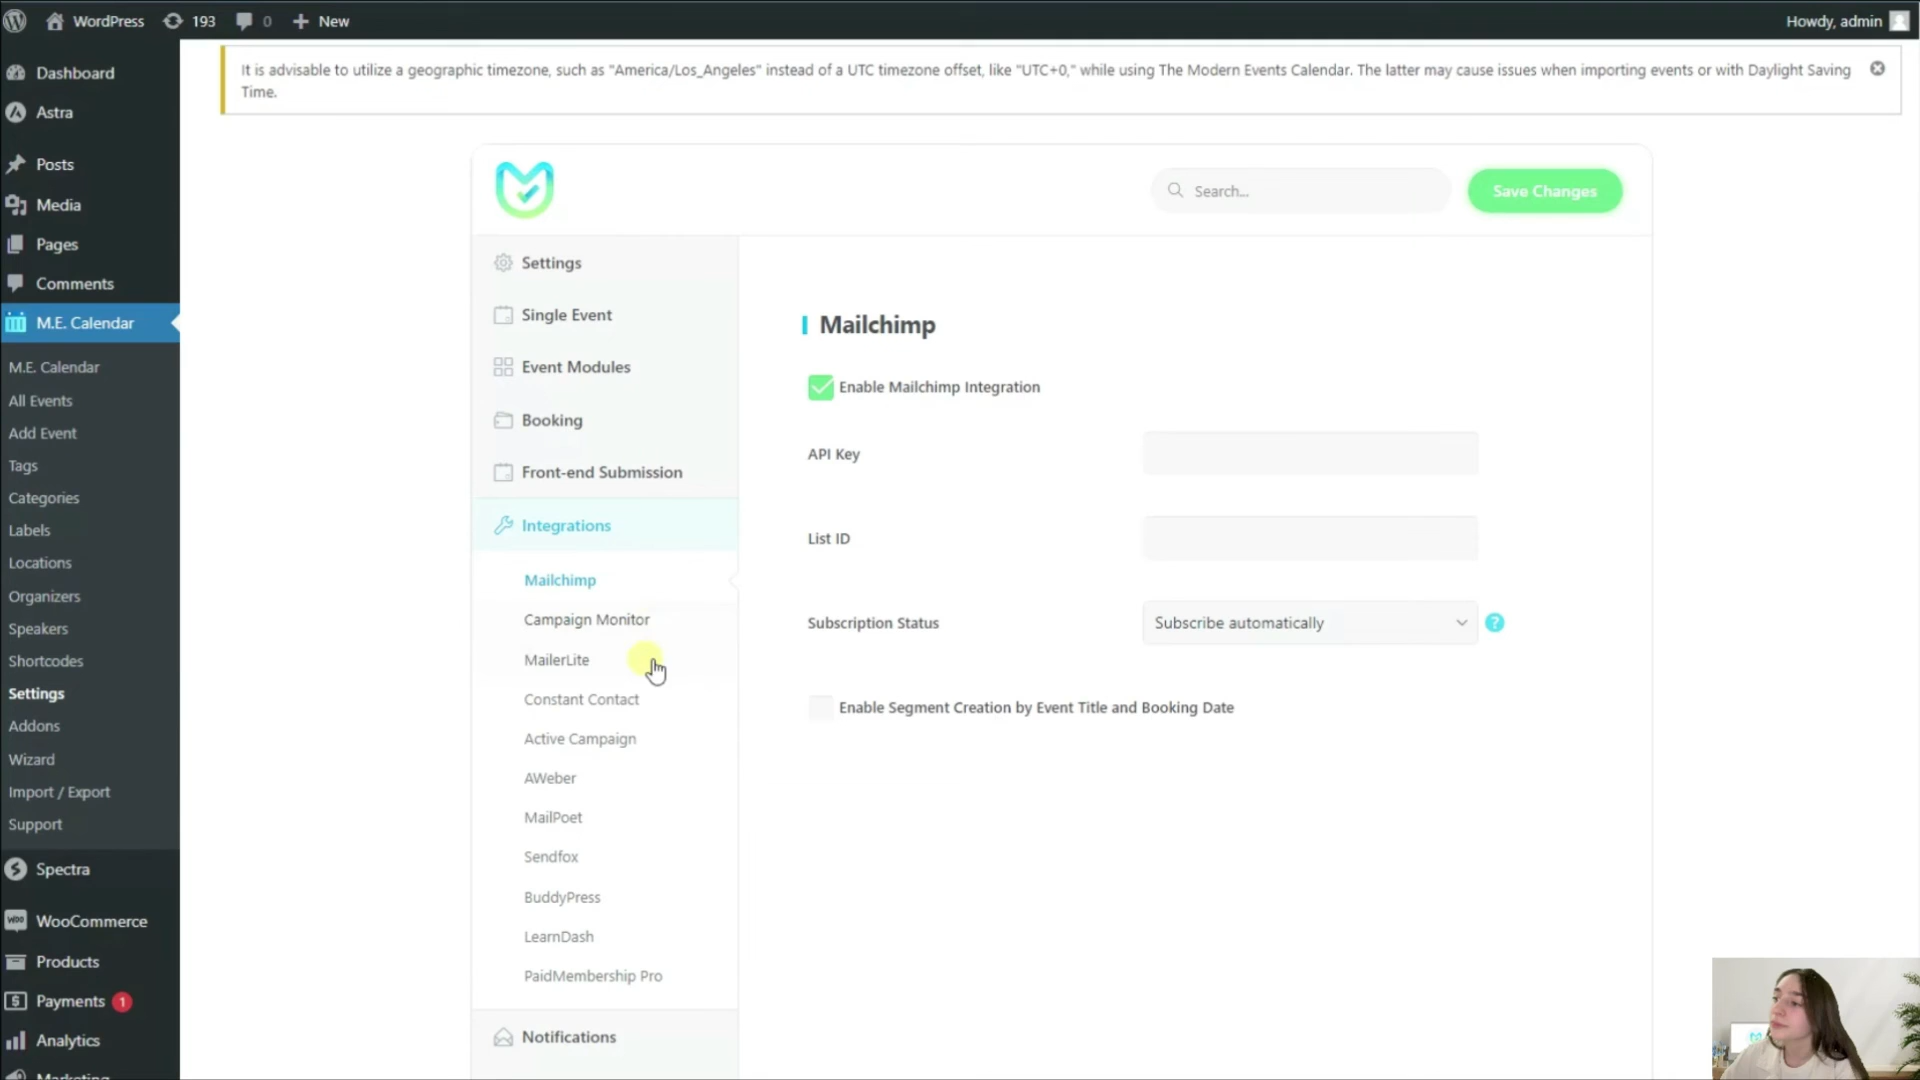 WordPress
193
0
New
Howdy, admin
Dashboard
Astra
Posts
Media
Pages
Comments
M.E. Calendar
M.E. Calendar
All Events
Add Event
Tags
Categories
Labels
Locations
Organizers
Speakers
Shortcodes
Settings
Addons
Wizard
Import / Export
Support
Spectra
WooCommerce
Products
Payments 1
Analytics
Marketing
It is advisable to utilize a geographic timezone, such as "America/Los_Angeles" instead of a UTC timezone offset, like "UTC+0," while using The Modern Events Calendar. The latter may cause issues when importing events or with Daylight Saving
Time.
Search...
Save Changes
Settings
Single Event
Event Modules
Booking
Front-end Submission
Integrations
Mailchimp
Campaign Monitor
MailerLite
Constant Contact
Active Campaign
AWeber
MailPoet
Sendfox
BuddyPress
LearnDash
PaidMembership Pro
Notifications
Mailchimp
Enable Mailchimp Integration
API Key
List ID
Subscription Status
Subscribe automatically
?
Enable Segment Creation by Event Title and Booking Date